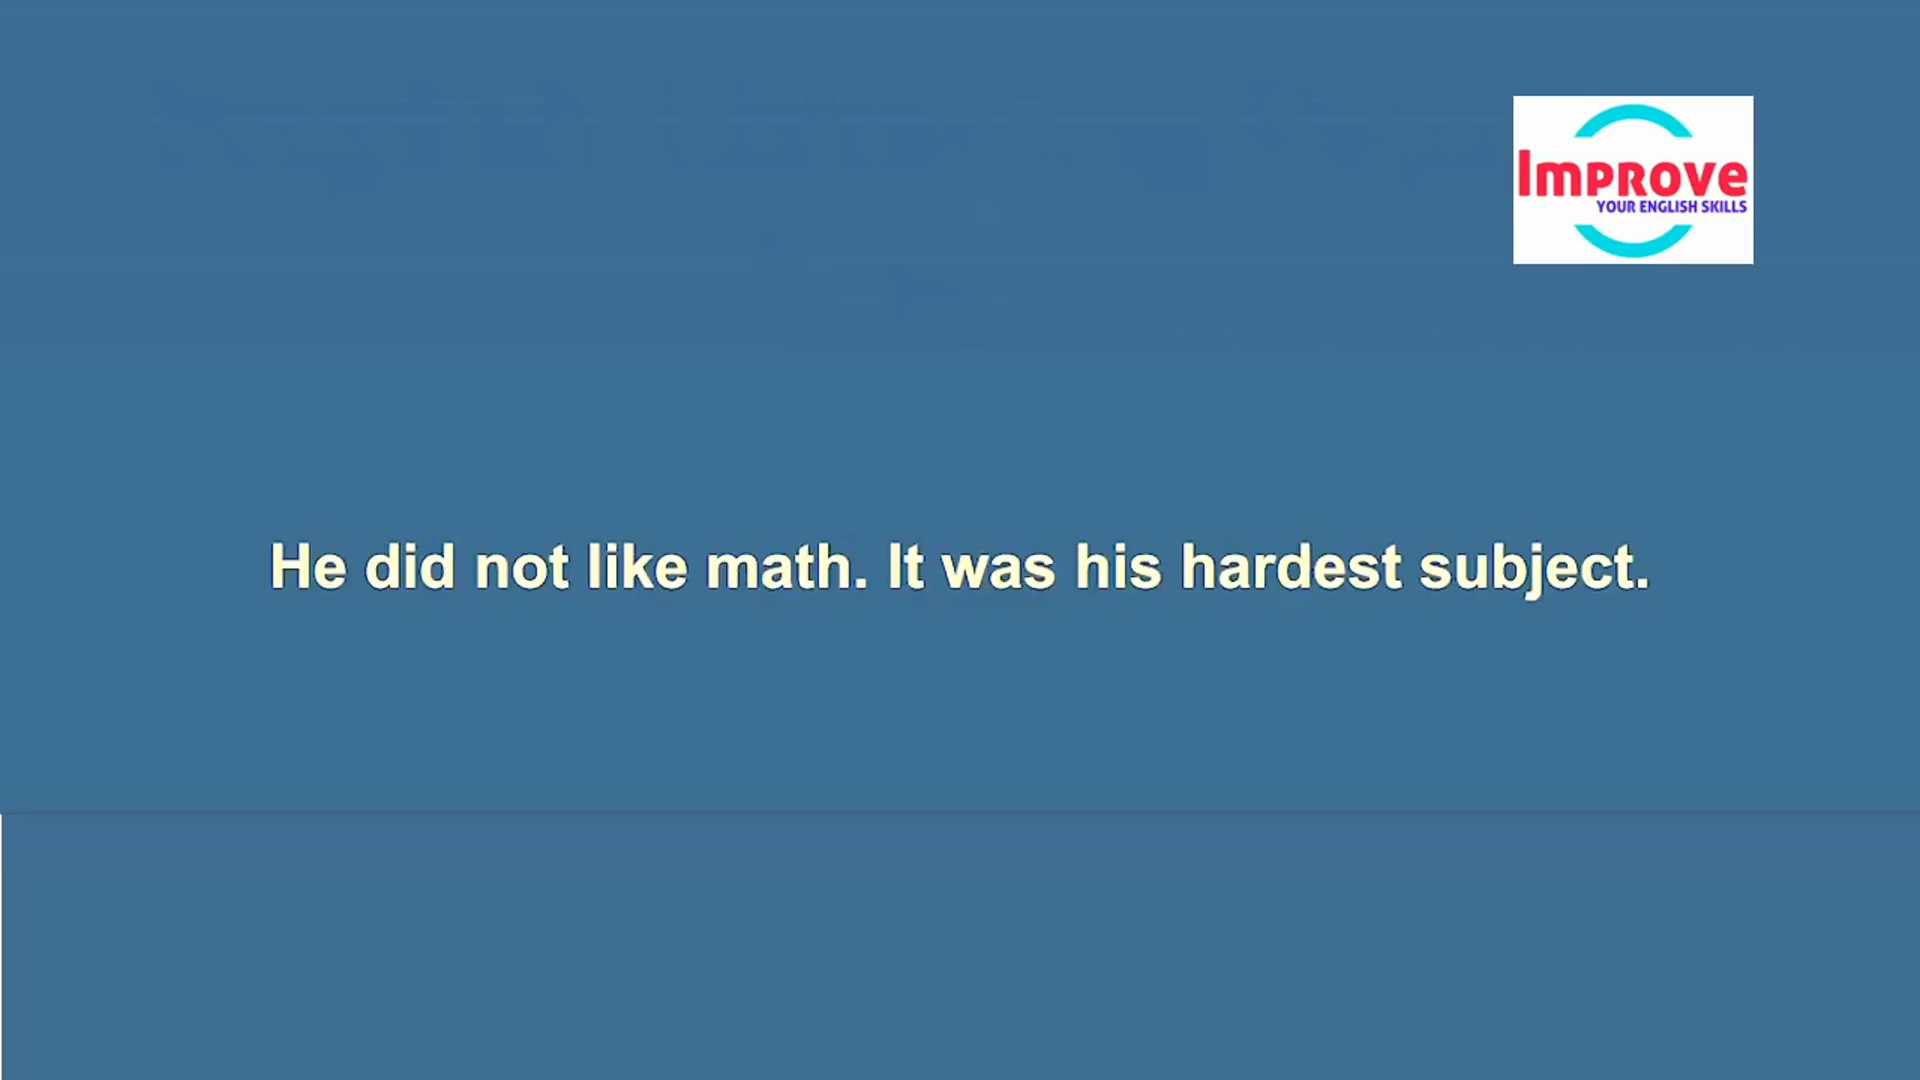 Improve
YOUR ENGLISH SKILLS
He did not like math. It was his hardest subject.